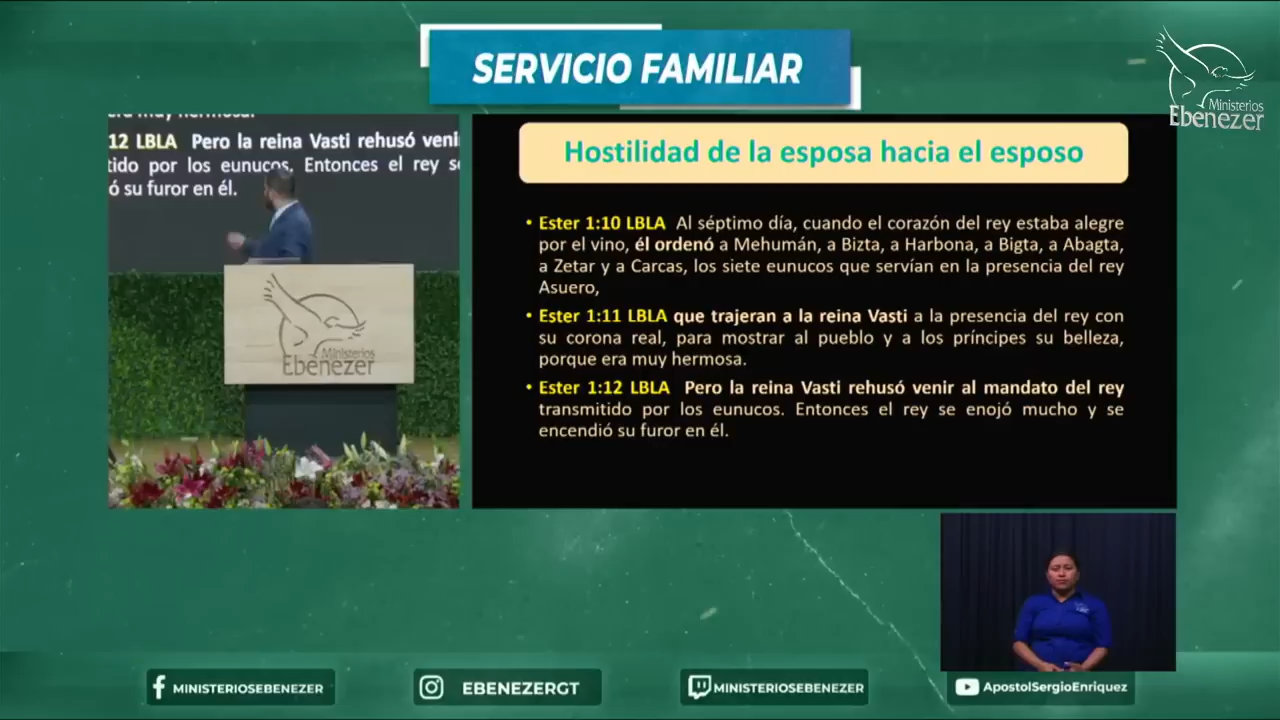 SERVICIO FAMILIAR
Ministerios
Ebenezer
12 LBLA Pero la reina Vasti rehusó
tido por los eunucos. Entonces el rey
ó su furor en él.
Ministerios
Ebenezer
Hostilidad de la esposa hacia el esposo
• Ester 1:10 LBLA Al séptimo día, cuando el corazón del rey estaba alegre
por el vino, él ordenó a Mehumán, a Bizta, a Harbona, a Bigta, a Abagta,
a Zetar y a Carcas, los siete eunucos que servían en la presencia del rey
Asuero,
• Ester 1:11 LBLA que trajeran a la reina Vasti a la presencia del rey con
su corona real, para mostrar al pueblo y a los príncipes su belleza,
porque era muy hermosa.
• Ester 1:12 LBLA Pero la reina Vasti rehusó venir al mandato del rey
transmitido por los eunucos. Entonces el rey se enojó mucho y se
encendió su furor en él.
MINISTERIOSEBENEZER
EBENEZERGT
MINISTERIOSEBENEZER
ApostolSergioEnriquez